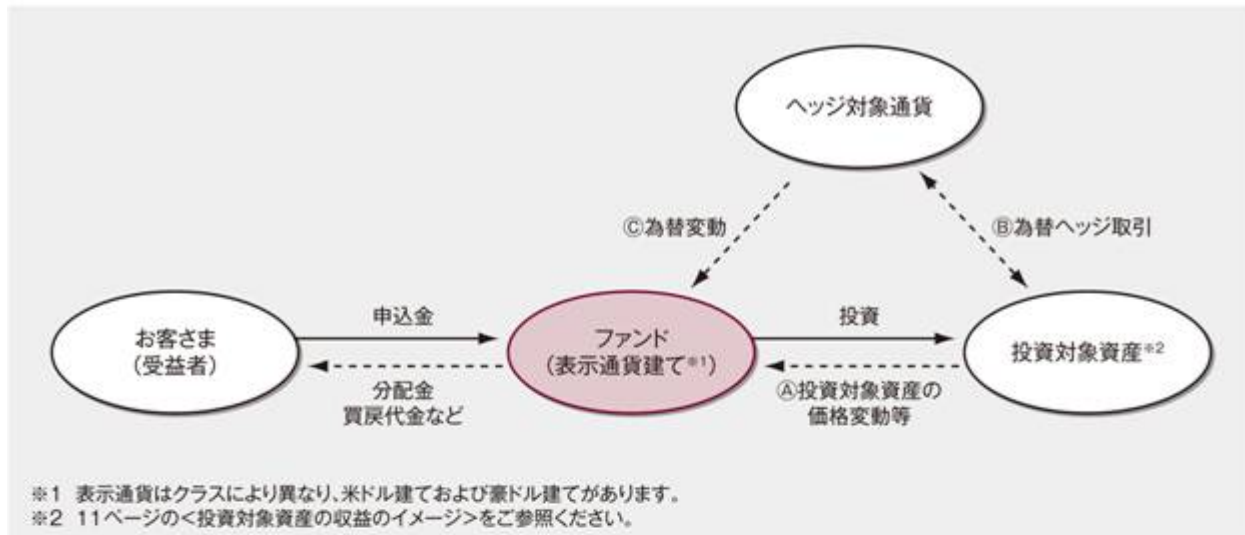 ヘッジ対象通貨
Ⓒ為替変動
Ⓑ為替ヘッジ取引
お客さま
（受益者）
申込金
分配金
買戻代金など
ファンド
（表示通貨建て※1）
投資
Ⓐ投資対象資産の
価格変動等
投資対象資産※2
※1 表示通貨はクラスにより異なり、米ドル建ておよび豪ドル建てがあります。
※2 11ページの<投資対象資産の収益のイメージ>をご参照ください。